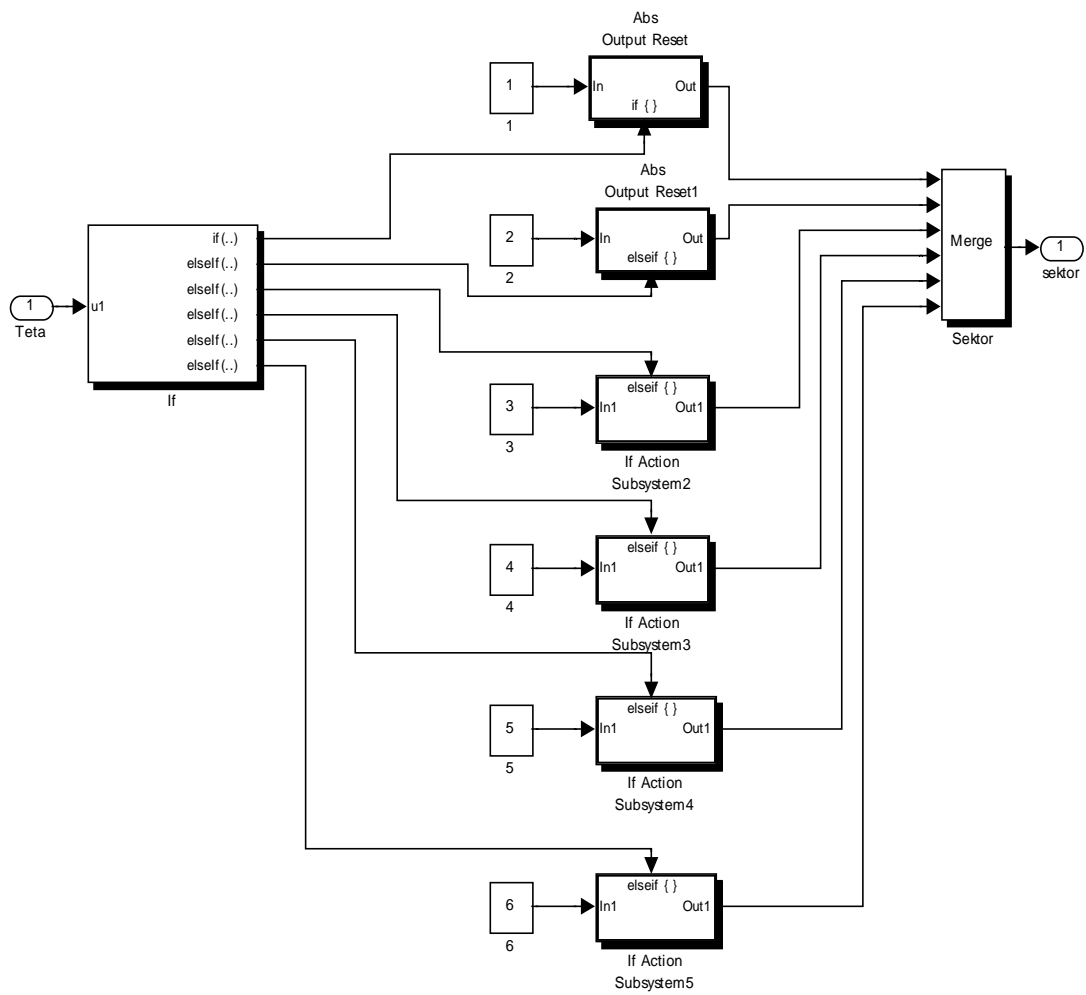 Abs
Output Reset
1
In
Out
if { }
1
Abs
Output Reset1
2
In
Out
elseif { }
2
if(..)
elseif(..)
elseif(..)
elseif(..)
elseif(..)
elseif(..)
u1
If
1
Teta
Merge
Sektor
1
sektor
elseif { }
3
In1
Out1
3
If Action
Subsystem2
elseif { }
4
In1
Out1
4
If Action
Subsystem3
elseif { }
5
In1
Out1
5
If Action
Subsystem4
elseif { }
6
In1
Out1
6
If Action
Subsystem5